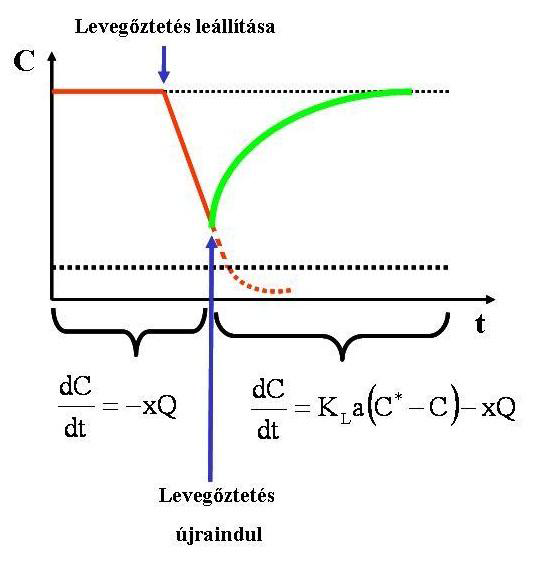 Levegőztetés leállítása
C
t
dC/dt = −xQ
dC/dt = K_L a(C* − C) − xQ
Levegőztetés
újraindul